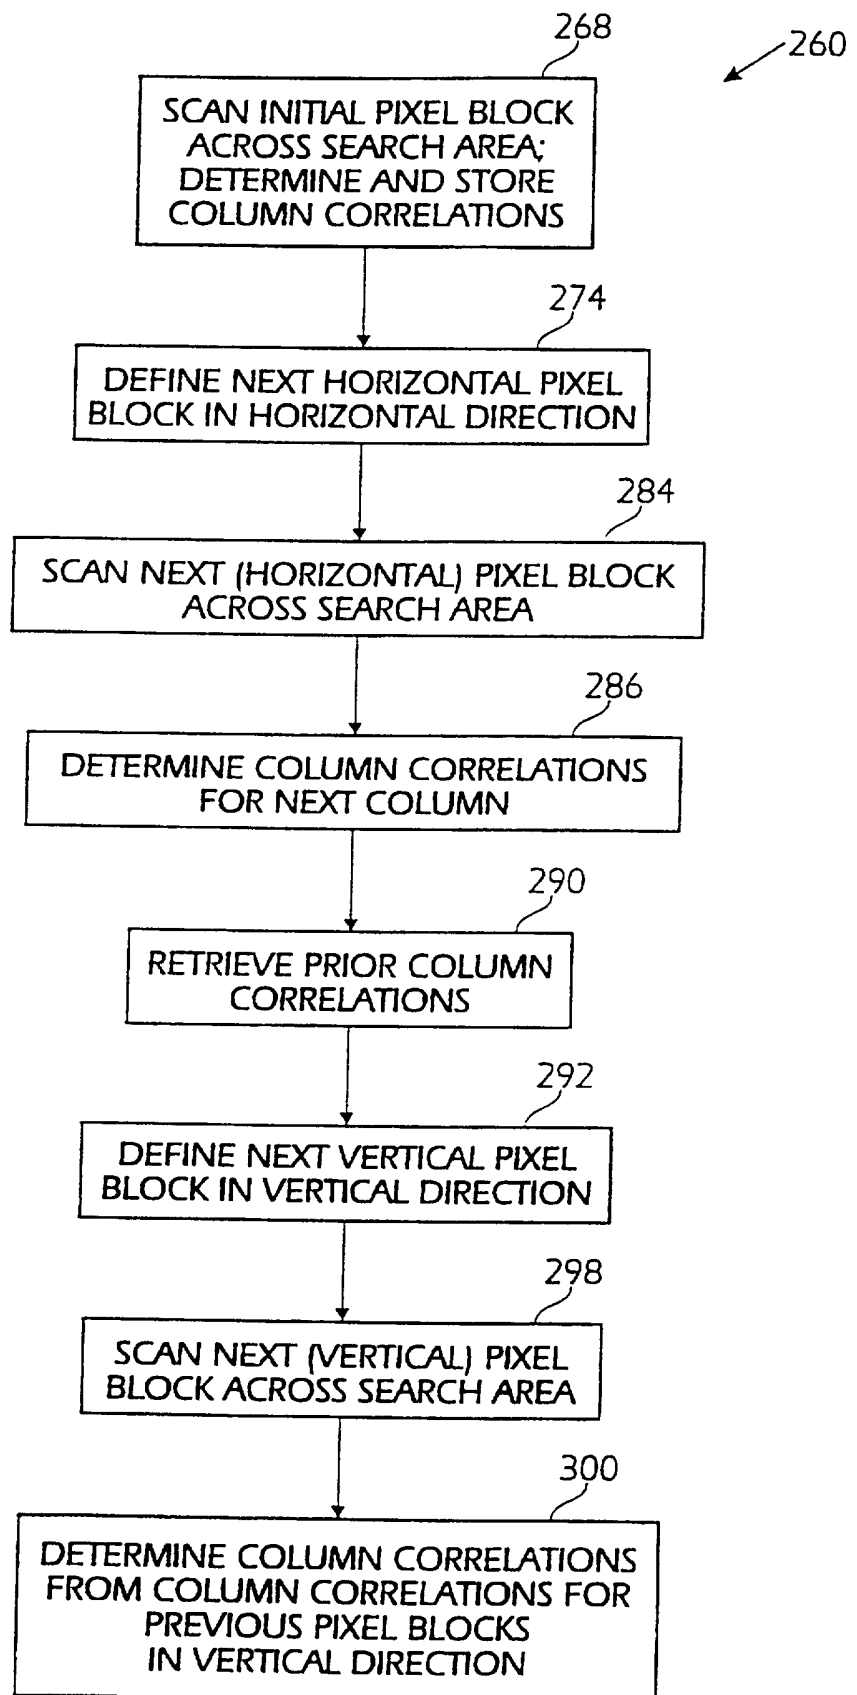 268
260
SCAN INITIAL PIXEL BLOCK
ACROSS SEARCH AREA;
DETERMINE AND STORE
COLUMN CORRELATIONS
274
DEFINE NEXT HORIZONTAL PIXEL
BLOCK IN HORIZONTAL DIRECTION
284
SCAN NEXT (HORIZONTAL) PIXEL BLOCK
ACROSS SEARCH AREA
286
DETERMINE COLUMN CORRELATIONS
FOR NEXT COLUMN
290
RETRIEVE PRIOR COLUMN
CORRELATIONS
292
DEFINE NEXT VERTICAL PIXEL
BLOCK IN VERTICAL DIRECTION
298
SCAN NEXT (VERTICAL) PIXEL
BLOCK ACROSS SEARCH AREA
300
DETERMINE COLUMN CORRELATIONS
FROM COLUMN CORRELATIONS FOR
PREVIOUS PIXEL BLOCKS
IN VERTICAL DIRECTION